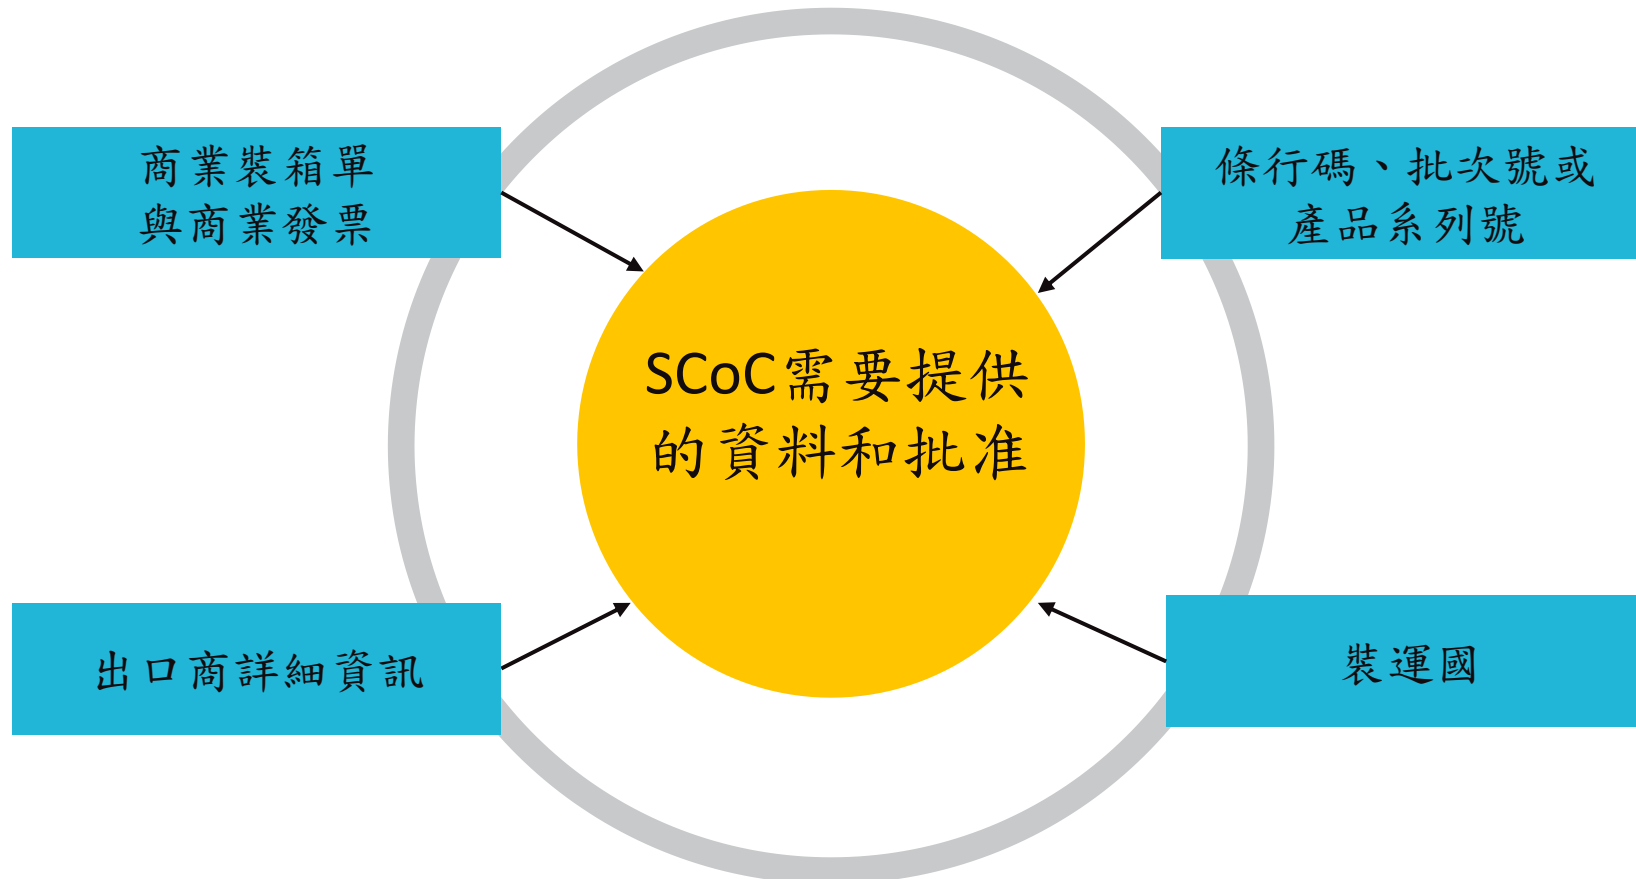 商業裝箱單
與商業發票
條行碼、批次號或
產品系列號
SCoC需要提供
的資料和批准
出口商詳細資訊
裝運國